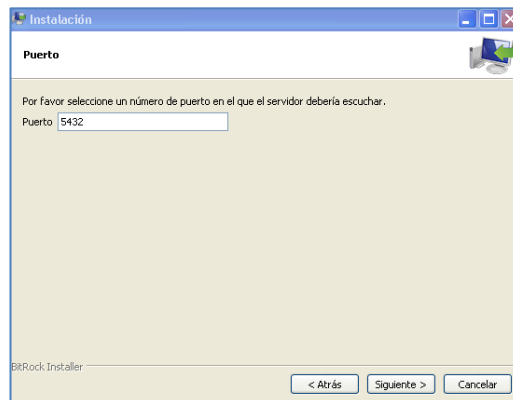 Instalación
Puerto
Por favor seleccione un número de puerto en el que el servidor debería escuchar.
Puerto 5432
BitRock Installer
< Atrás Siguiente > Cancelar